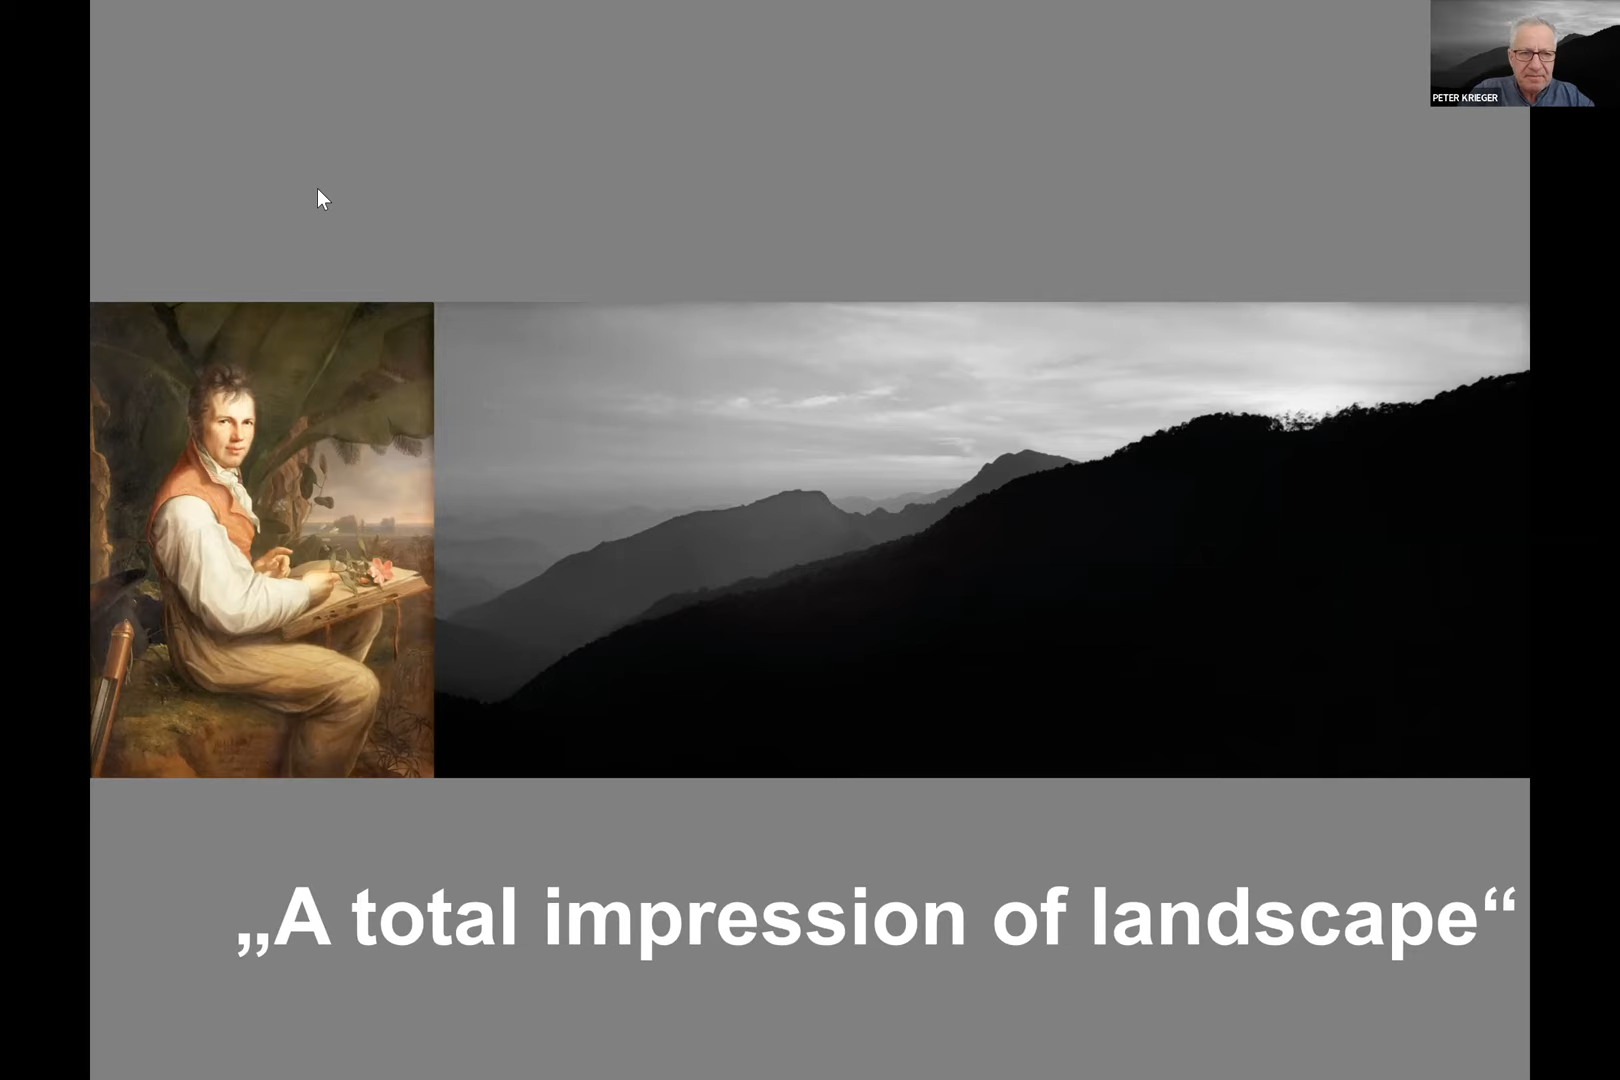 PETER KRIEGER
„A total impression of landscape“